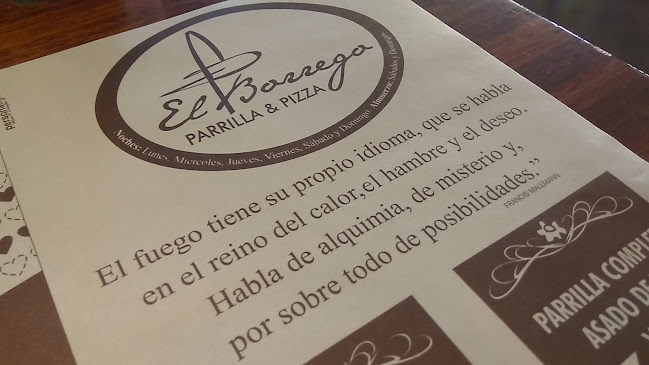 El Borrego
PARRILLA & PIZZA
Noches: Lunes, Miercoles, Jueves, Viernes, Sábado y Domingo Almuerzo: Sábados y Domingos
El fuego tiene su propio idioma, que se habla
en el reino del calor, el hambre y el deseo.
Habla de alquimia, de misterio y,
por sobre todo de posibilidades.”
FRANCIS MALLMANN
PARRILLA COMPLE
ASADO DE